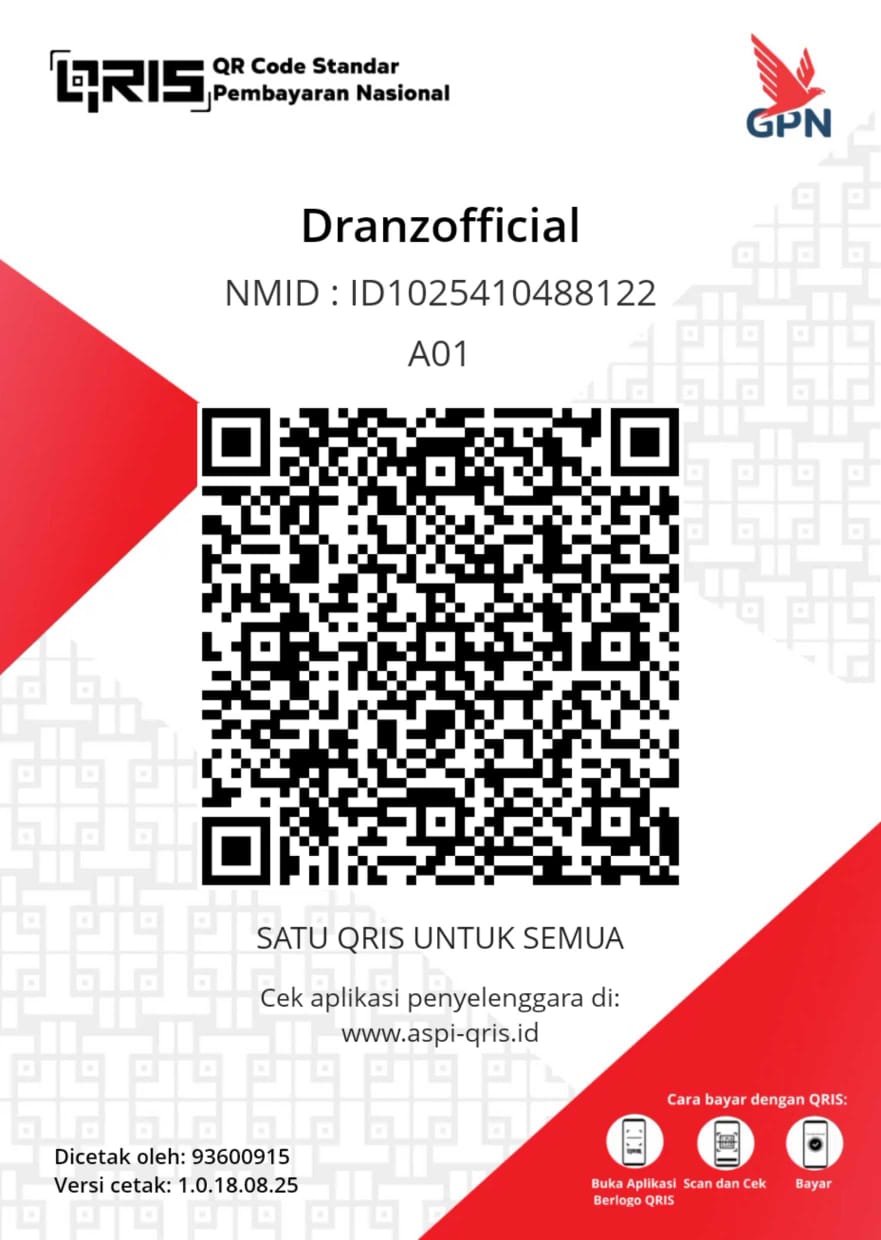 QRIS QR Code Standar
Pembayaran Nasional
GPN
Dranzofficial
NMID : ID1025410488122
A01
SATU QRIS UNTUK SEMUA
Cek aplikasi penyelenggara di:
www.aspi-qris.id
Cara bayar dengan QRIS:
Buka Aplikasi
Berlogo QRIS
Scan dan Cek
Bayar
Dicetak oleh: 93600915
Versi cetak: 1.0.18.08.25